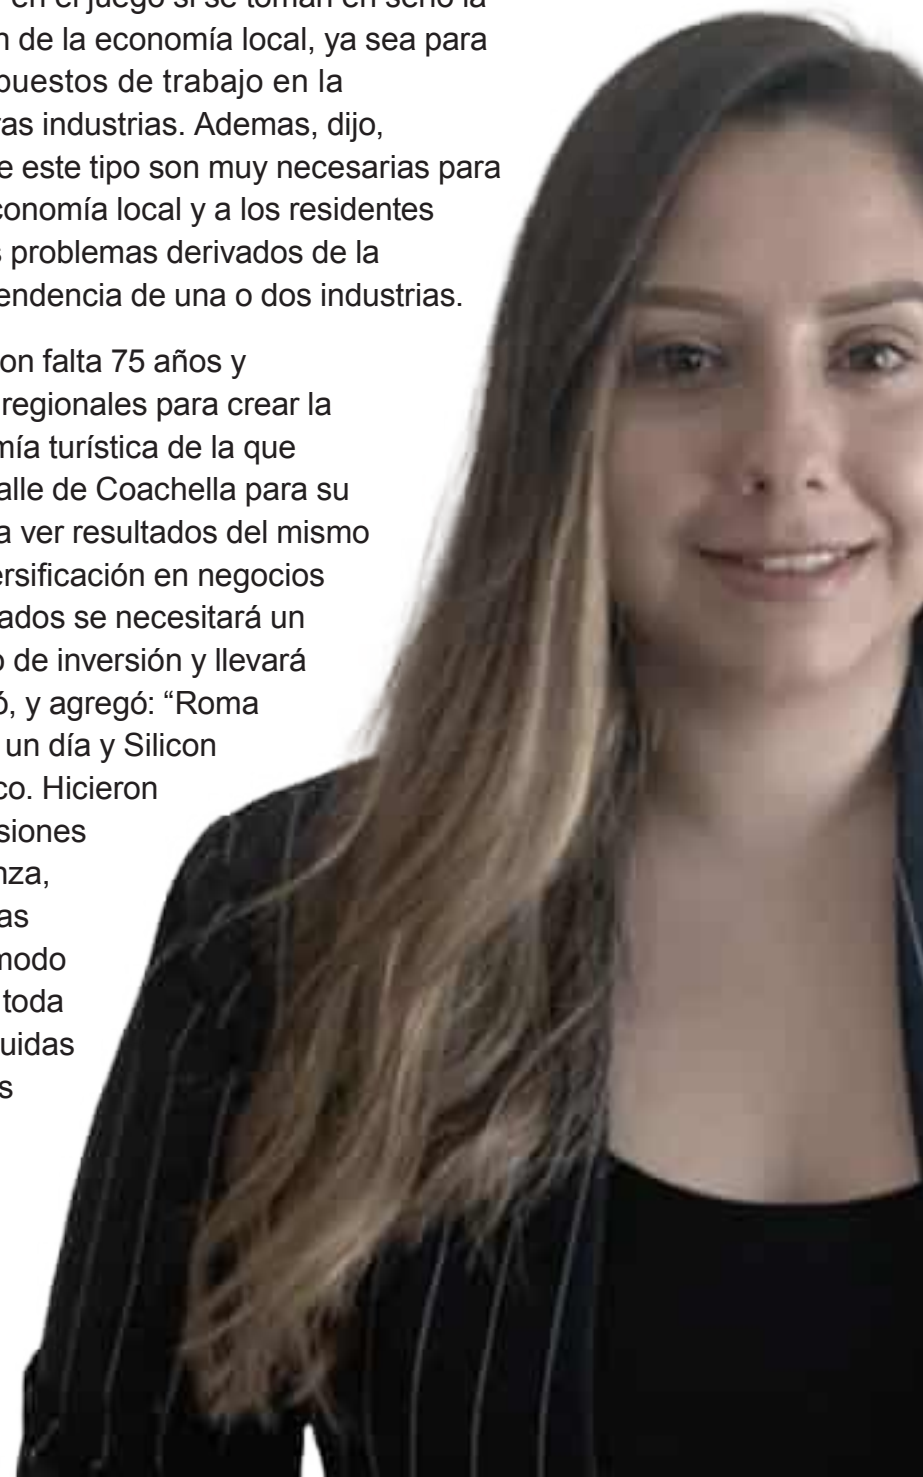 en el juego si se toman en serio la
n de la economía local, ya sea para
puestos de trabajo en la
ras industrias. Ademas, dijo,
e este tipo son muy necesarias para
conomía local y a los residentes
s problemas derivados de la
endencia de una o dos industrias.
on falta 75 años y
regionales para crear la
mía turística de la que
alle de Coachella para su
a ver resultados del mismo
ersificación en negocios
ados se necesitará un
o de inversión y llevará
ó, y agregó: “Roma
un día y Silicon
co. Hicieron
siones
nza,
as
modo
toda
uidas
s